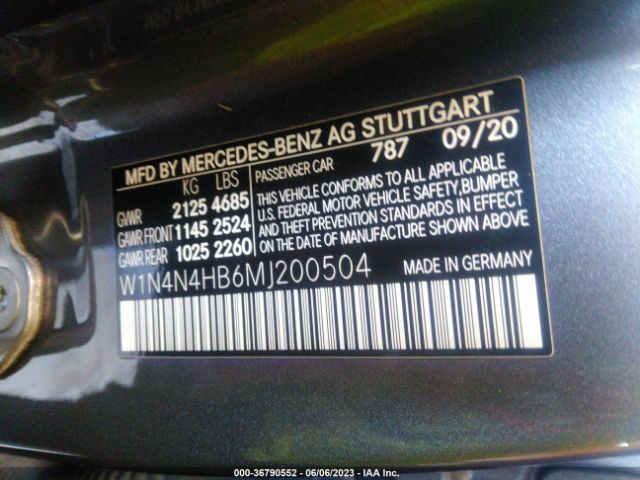 MFD BY MERCEDES-BENZ AG STUTTGART
KG LBS
GVWR 2125 4685
GAWR FRONT 1145 2524
GAWR REAR 1025 2260
PASSENGER CAR 787 09/20
THIS VEHICLE CONFORMS TO ALL APPLICABLE
U.S. FEDERAL MOTOR VEHICLE SAFETY, BUMPER
AND THEFT PREVENTION STANDARDS IN EFFECT
ON THE DATE OF MANUFACTURE SHOWN ABOVE
W1N4N4HB6MJ200504 MADE IN GERMANY
000-36790552 - 06/06/2023 - IAA Inc.